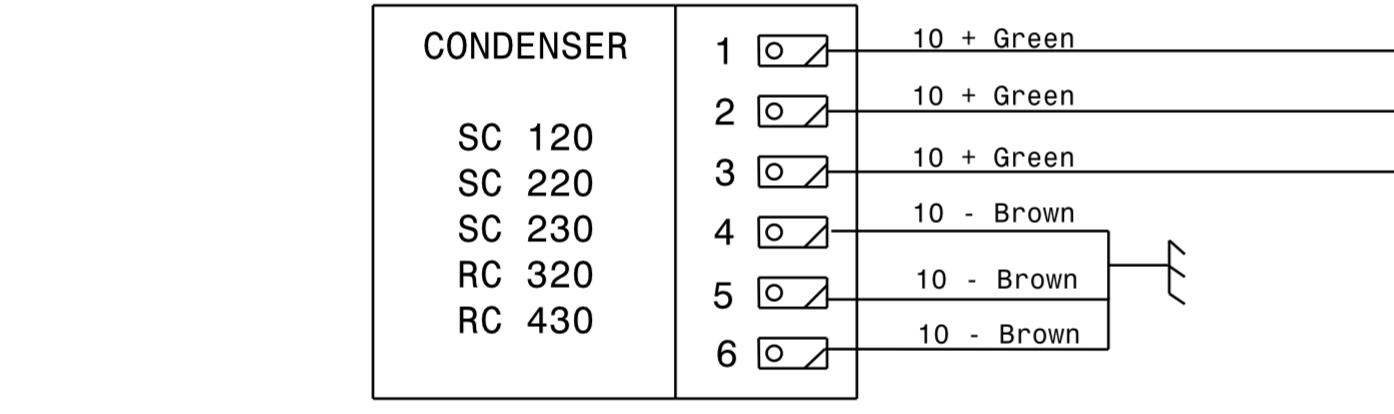 CONDENSER
SC 120
SC 220
SC 230
RC 320
RC 430
1 10 + Green
2 10 + Green
3 10 + Green
4 10 - Brown
5 10 - Brown
6 10 - Brown